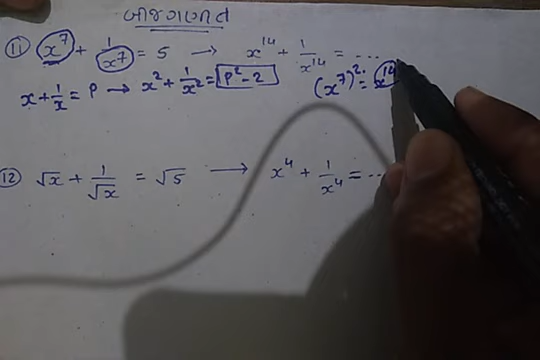 બીજગણિત
(11) x⁷ + 1/x⁷ = 5 → x¹⁴ + 1/x¹⁴ = ...
x + 1/x = P → x² + 1/x² = P² - 2 (x⁷)² = x¹⁴
(12) √x + 1/√x = √5 → x⁴ + 1/x⁴ = ...